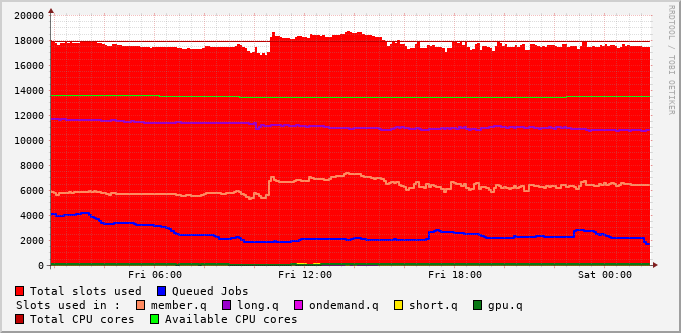 20000
18000
16000
14000
12000
10000
8000
6000
4000
2000
0
Fri 06:00 Fri 12:00 Fri 18:00 Sat 00:00
RRDTOOL / TOBI OETIKER
Total slots used Queued Jobs
Slots used in : member.q long.q ondemand.q short.q gpu.q
Total CPU cores Available CPU cores